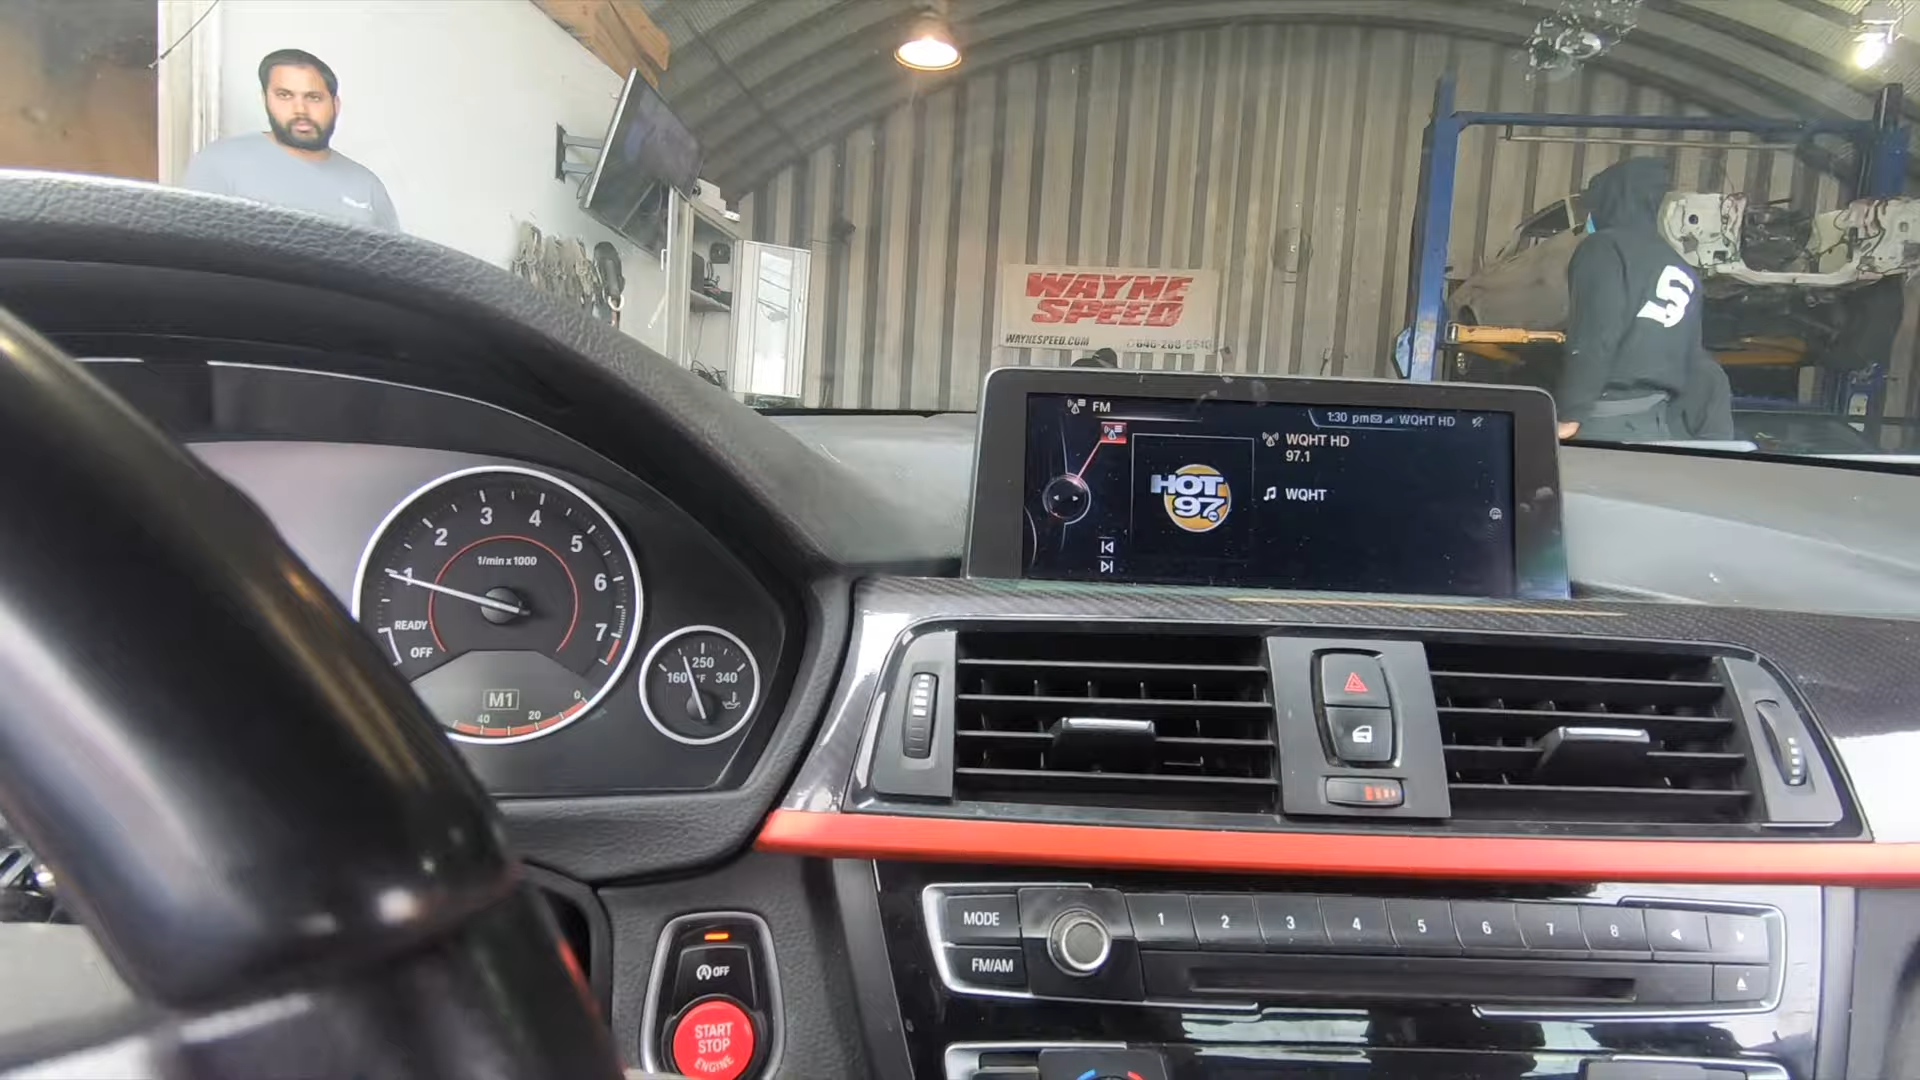 WAYNE
SPEED
WAYNESPEED.COM
FM
1:30 pm
WQHT HD
WQHT HD
97.1
HOT
97
WQHT
1
2
3
4
5
6
7
1/min x 1000
READY
OFF
M1
40
20
0
160
250
340
°F
MODE
FM/AM
1
2
3
4
5
6
7
8
OFF
START
STOP
ENGINE